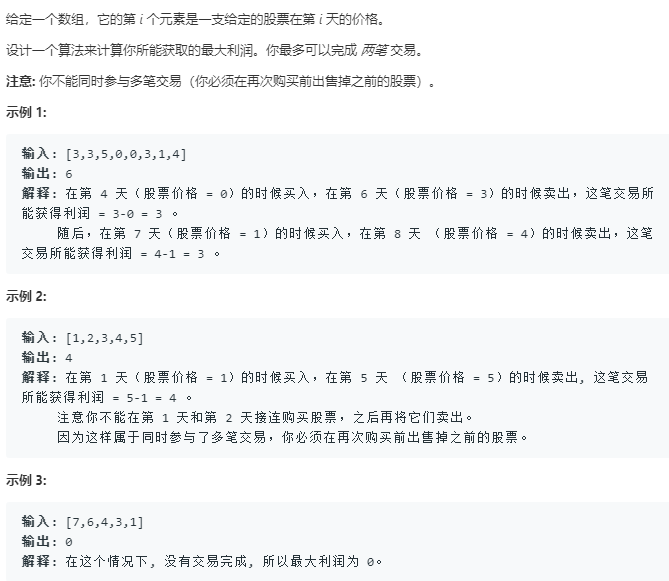 给定一个数组，它的第 i 个元素是一支给定的股票在第 i 天的价格。
设计一个算法来计算你所能获取的最大利润。你最多可以完成 两笔 交易。
注意: 你不能同时参与多笔交易（你必须在再次购买前出售掉之前的股票）。
示例 1:
输入: [3,3,5,0,0,3,1,4]
输出: 6
解释: 在第 4 天（股票价格 = 0）的时候买入，在第 6 天（股票价格 = 3）的时候卖出，这笔交易所
能获得利润 = 3-0 = 3 。
随后，在第 7 天（股票价格 = 1）的时候买入，在第 8 天 （股票价格 = 4）的时候卖出，这笔
交易所能获得利润 = 4-1 = 3 。
示例 2:
输入: [1,2,3,4,5]
输出: 4
解释: 在第 1 天（股票价格 = 1）的时候买入，在第 5 天 （股票价格 = 5）的时候卖出, 这笔交易
所能获得利润 = 5-1 = 4 。
注意你不能在第 1 天和第 2 天接连购买股票，之后再将它们卖出。
因为这样属于同时参与了多笔交易，你必须在再次购买前出售掉之前的股票。
示例 3:
输入: [7,6,4,3,1]
输出: 0
解释: 在这个情况下, 没有交易完成, 所以最大利润为 0。